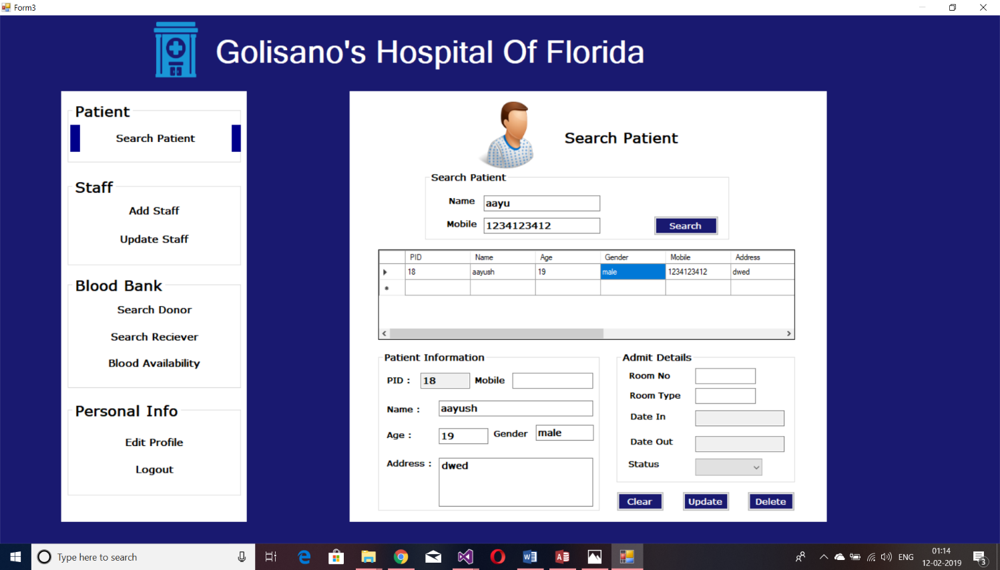 Form3
Golisano's Hospital Of Florida
Patient
Search Patient
Staff
Add Staff
Update Staff
Blood Bank
Search Donor
Search Reciever
Blood Availability
Personal Info
Edit Profile
Logout
Search Patient
Search Patient
Name aayu
Mobile 1234123412
Search
PID Name Age Gender Mobile Address
18 aayush 19 male 1234123412 dwed
Patient Information
PID : 18 Mobile
Name : aayush
Age : 19 Gender male
Address : dwed
Admit Details
Room No
Room Type
Date In
Date Out
Status
Clear Update Delete
Type here to search
ENG
01:14
12-02-2019
3